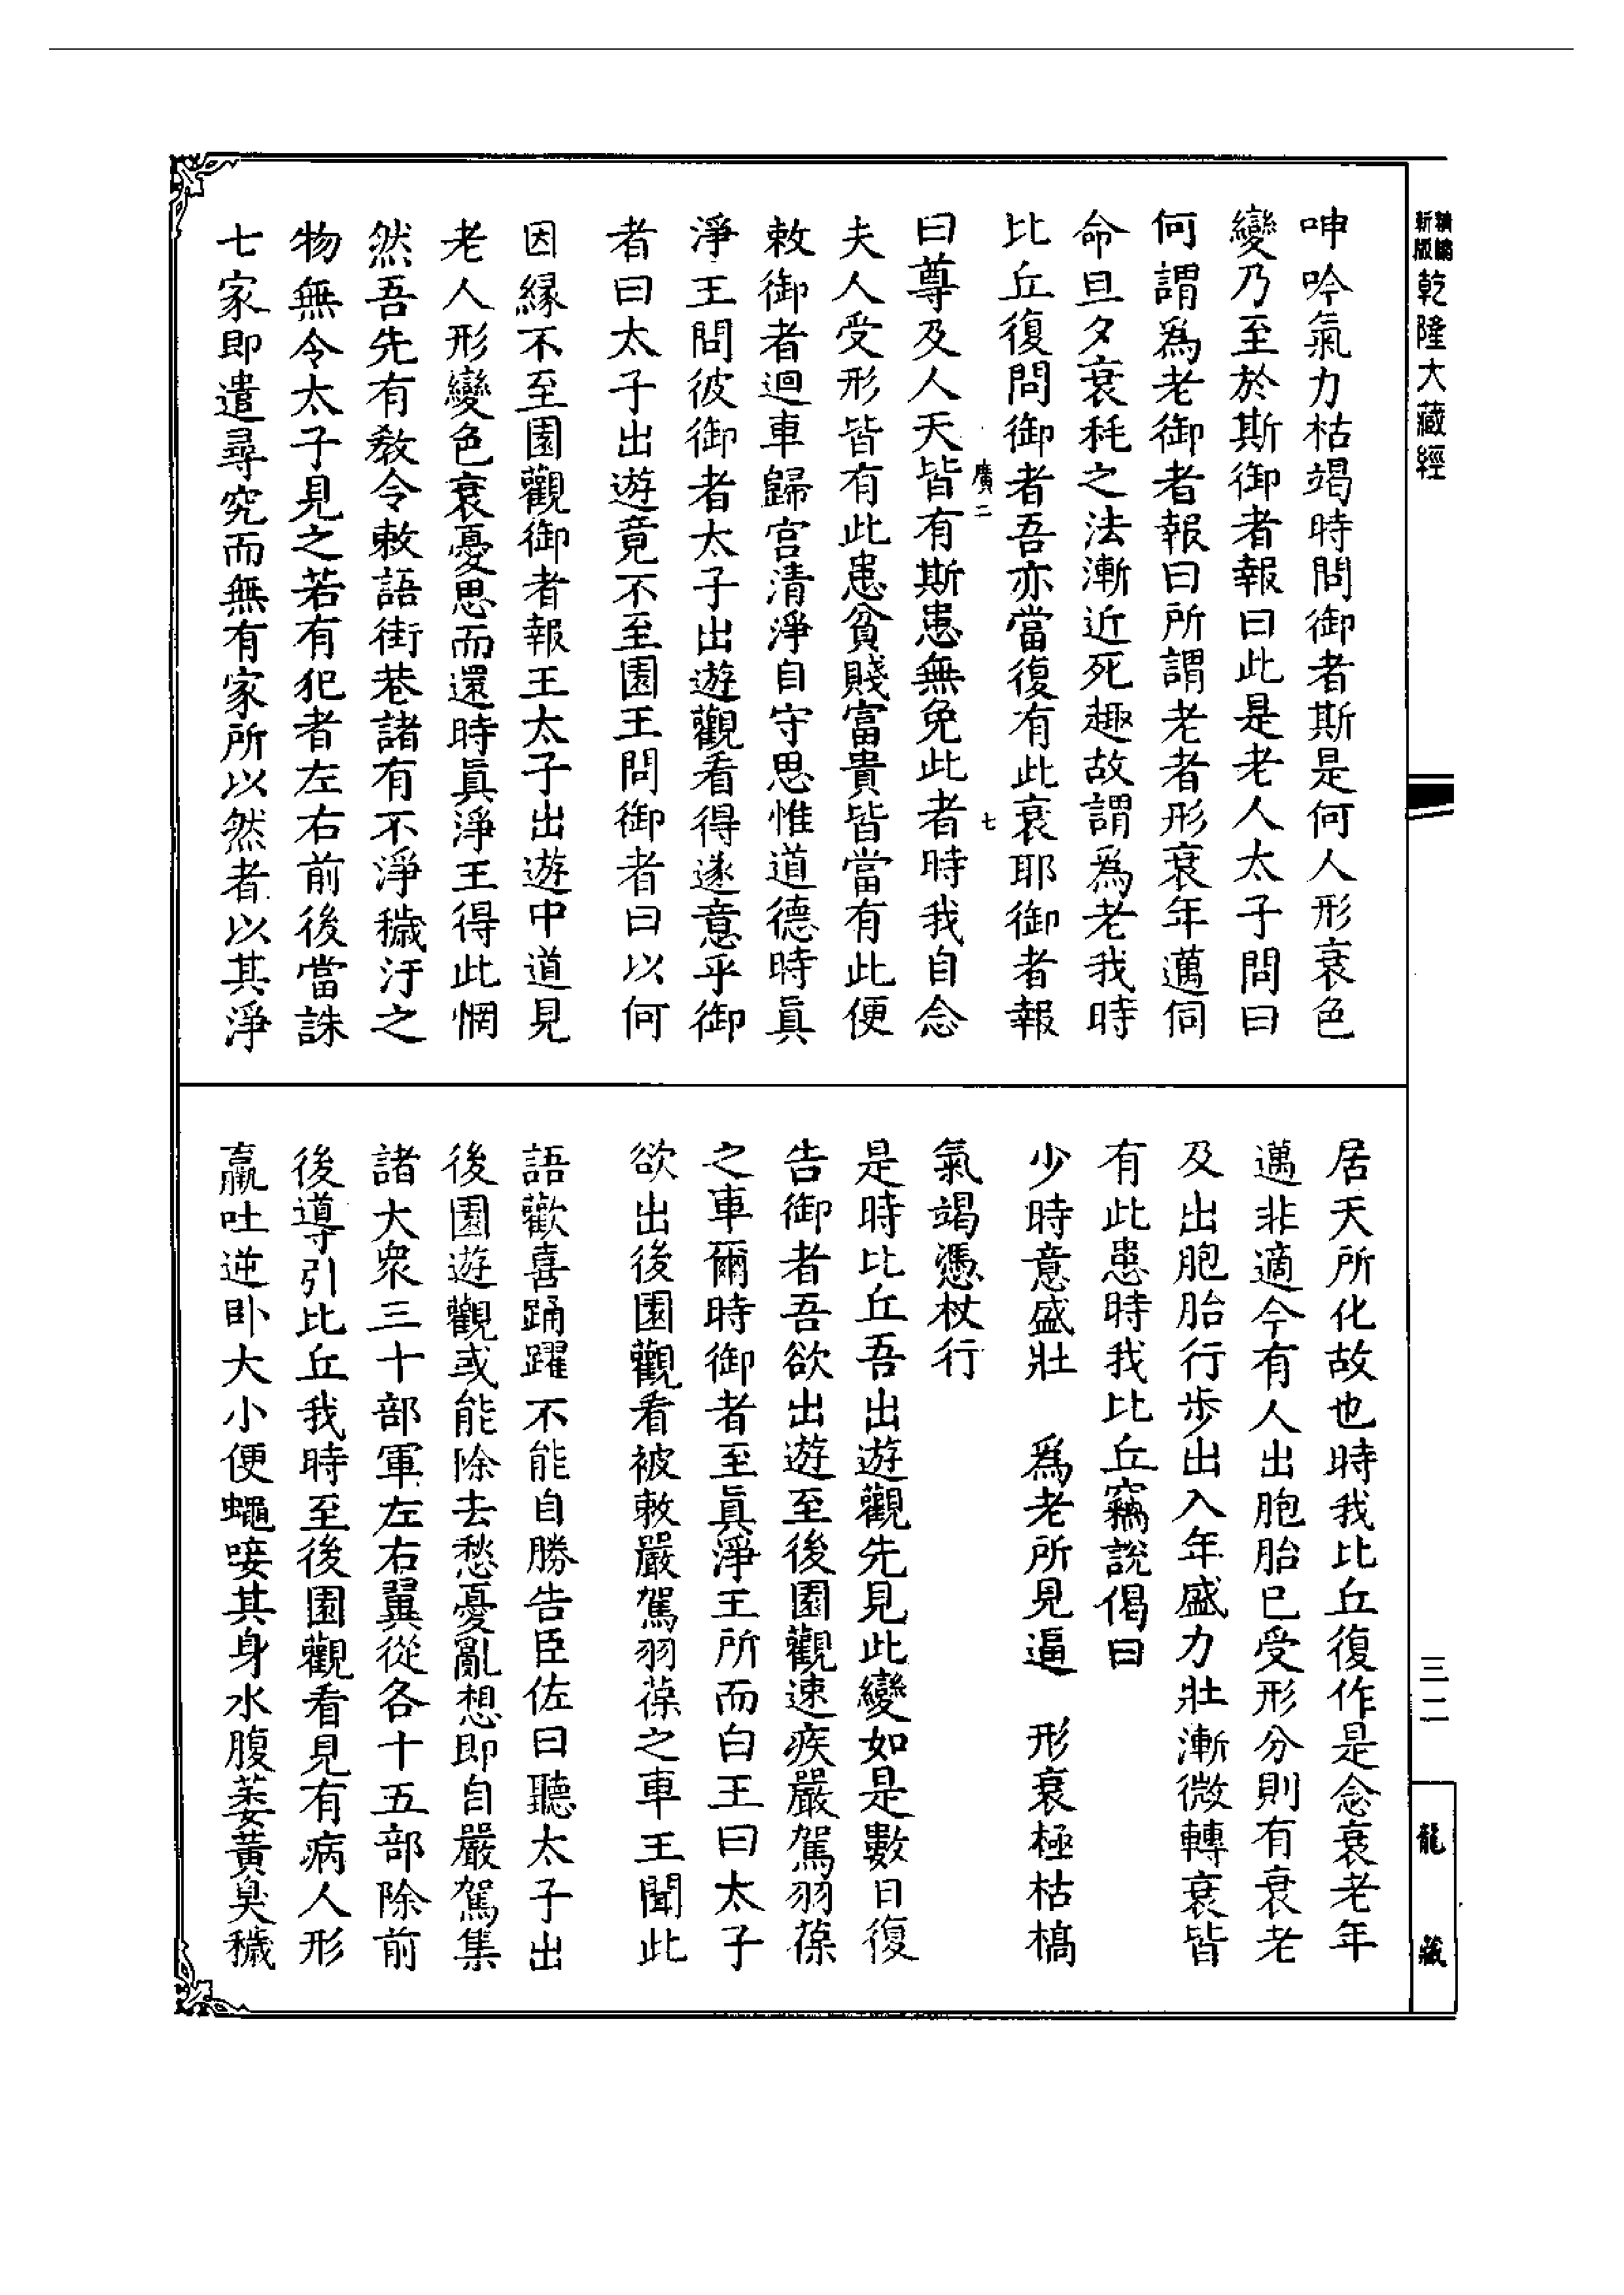 精編
新版
乾隆大藏經
三二
龍藏
呻吟氣力枯竭時問御者斯是何人形衰色
變乃至於斯御者報曰此是老人太子問曰
何謂爲老御者報曰所謂老者形衰年邁伺
命旦夕衰耗之法漸近死趣故謂爲老我時
比丘復問御者吾亦當復有此衰耶御者報
廣二
七
曰尊及人天皆有斯患無免此者時我自念
夫人受形皆有此患貧賤富貴皆當有此便
敕御者迴車歸宮清淨自守思惟道德時眞
淨王問彼御者太子出遊觀看得遂意乎御
者曰太子出遊竟不至園王問御者曰以何
因緣不至園觀御者報王太子出遊中道見
老人形變色衰憂思而還時眞淨王得此惘
然吾先有教令敕語街巷諸有不淨穢汙之
物無令太子見之若有犯者左右前後當誅
七家即遣尋究而無有家所以然者以其淨
居天所化故也時我比丘復作是念衰老年
邁非適今有人出胞胎已受形分則有衰老
及出胞胎行步出入年盛力壯漸微轉衰皆
有此患時我比丘竊說偈曰
少時意盛壯　爲老所見逼　形衰極枯槁
氣竭憑杖行
是時比丘吾出遊觀先見此變如是數日復
告御者吾欲出遊至後園觀速疾嚴駕羽葆
之車爾時御者至眞淨王所而白王曰太子
欲出後園觀看被敕嚴駕羽葆之車王聞此
語歡喜踊躍不能自勝告臣佐曰聽太子出
後園遊觀或能除去愁憂亂想即自嚴駕集
諸大衆三十部軍左右翼從各十五部除前
後導引比丘我時至後園觀看見有病人形
羸吐逆卧大小便蠅唼其身水腹萎黃臭穢